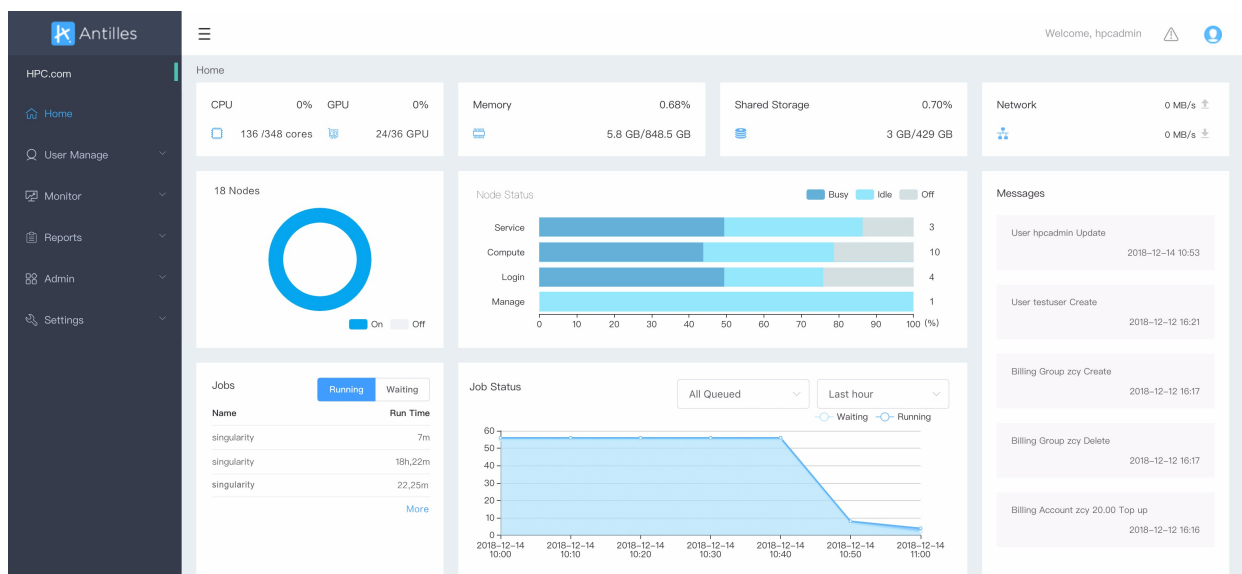 Antilles
Welcome, hpcadmin
HPC.com
Home
User Manage
Monitor
Reports
Admin
Settings
Home
CPU 0% GPU 0%
136 /348 cores 24/36 GPU
Memory 0.68%
5.8 GB/848.5 GB
Shared Storage 0.70%
3 GB/429 GB
Network 0 MB/s
0 MB/s
18 Nodes
On Off
Node Status
Busy Idle Off
Service 3
Compute 10
Login 4
Manage 1
0 10 20 30 40 50 60 70 80 90 100 (%)
Messages
User hpcadmin Update
2018-12-14 10:53
User testuser Create
2018-12-12 16:21
Billing Group zcy Create
2018-12-12 16:17
Billing Group zcy Delete
2018-12-12 16:17
Billing Account zcy 20.00 Top up
2018-12-12 16:16
Jobs Running Waiting
Name Run Time
singularity 7m
singularity 18h,22m
singularity 22,25m
More
Job Status All Queued Last hour
Waiting Running
60
50
40
30
20
10
0
2018-12-14 2018-12-14 2018-12-14 2018-12-14 2018-12-14 2018-12-14 2018-12-14
10:00 10:10 10:20 10:30 10:40 10:50 11:00